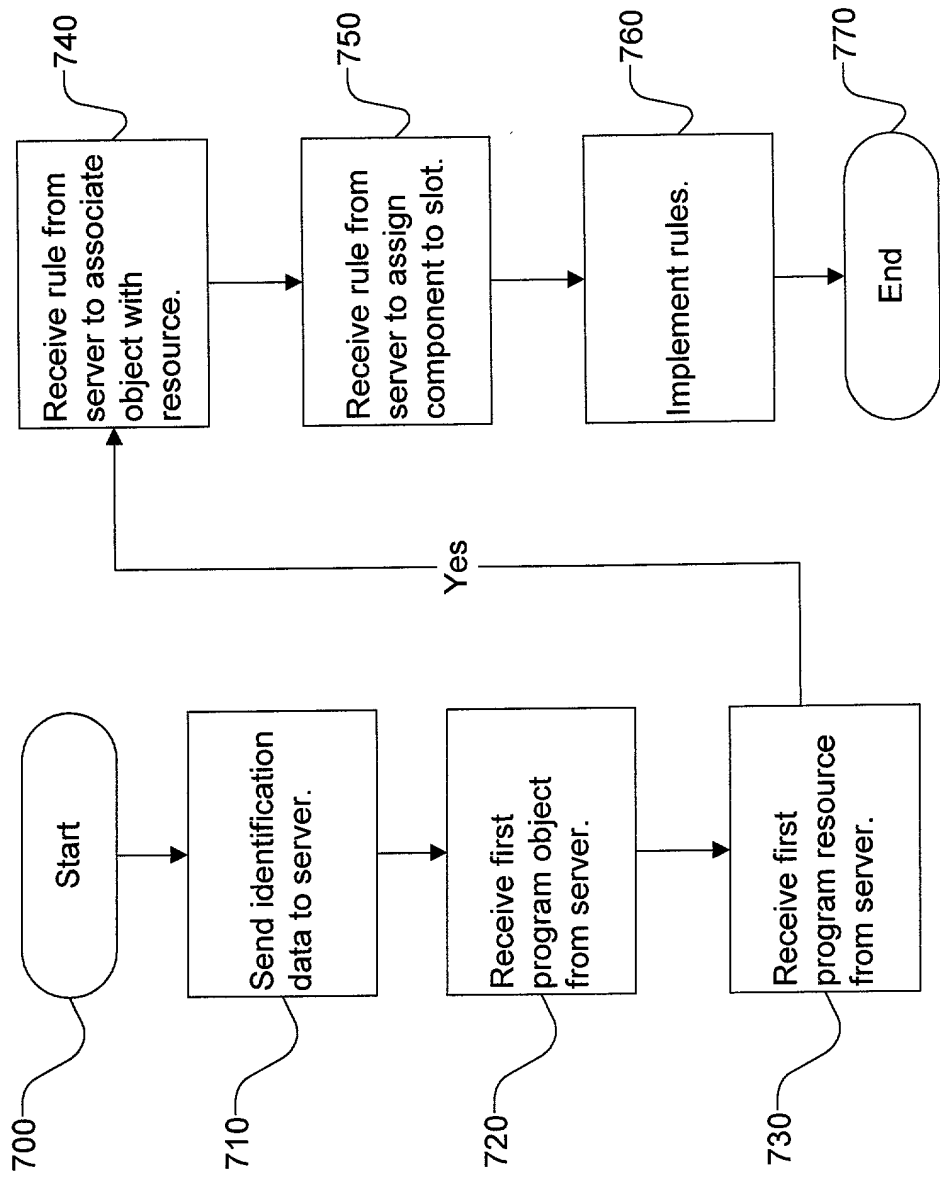 700
Start
710
Send identification
data to server.
720
Receive first
program object
from server.
730
Receive first
program resource
from server.
Yes
740
Receive rule from
server to associate
object with
resource.
750
Receive rule from
server to assign
component to slot.
760
Implement rules.
770
End